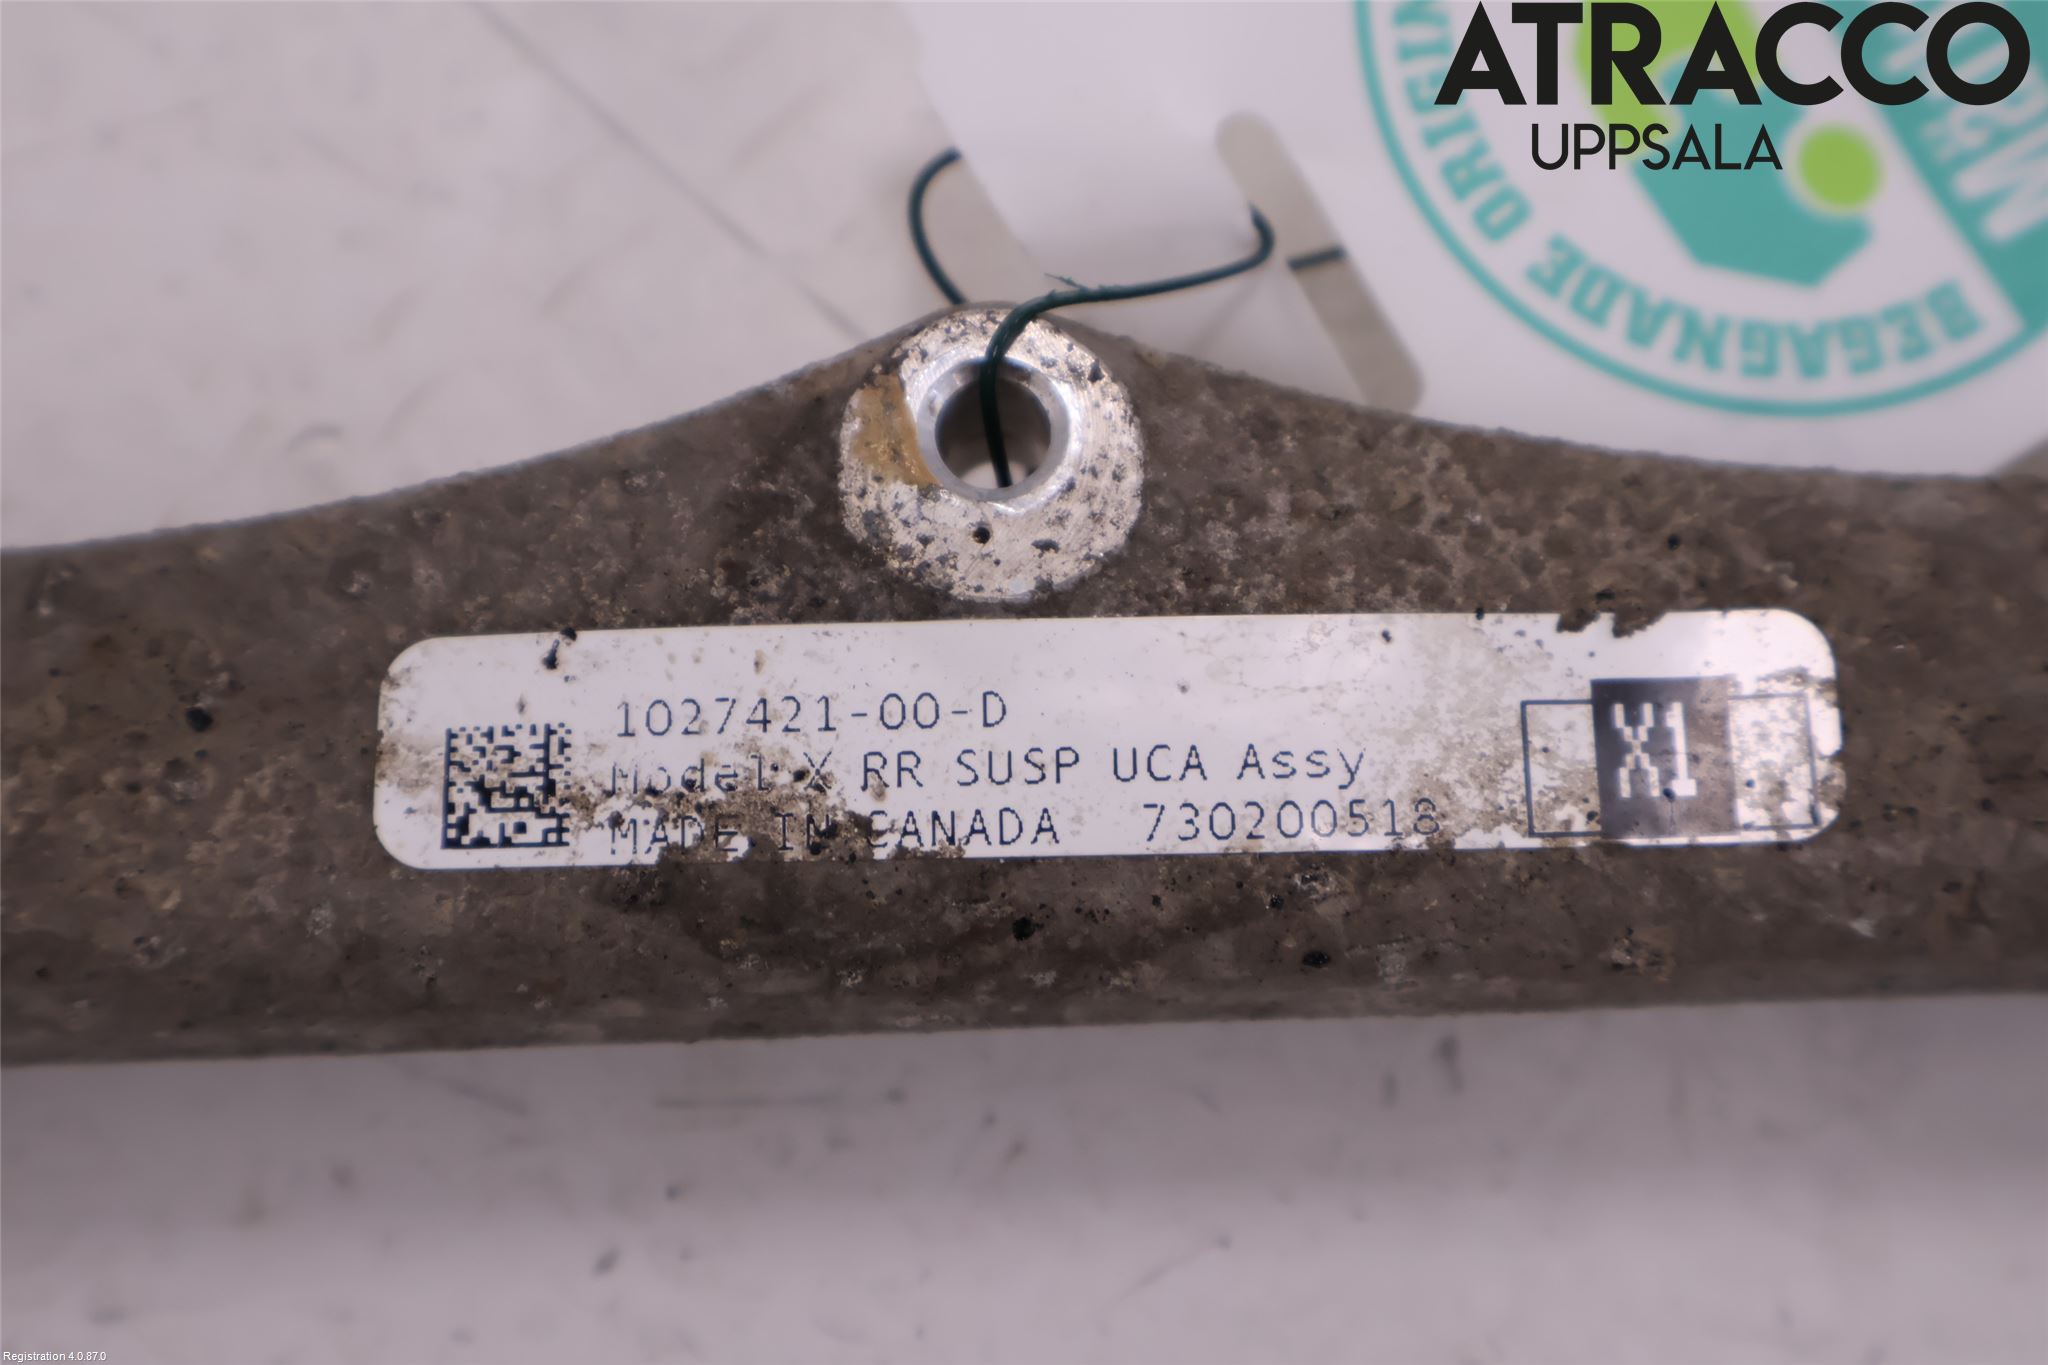 ATRACCO
UPPSALA
BEGAGNADE
1027421-00-D
Model X RR SUSP UCA Assy
MADE IN CANADA 730200518
X1
Registration 4.0.87.0